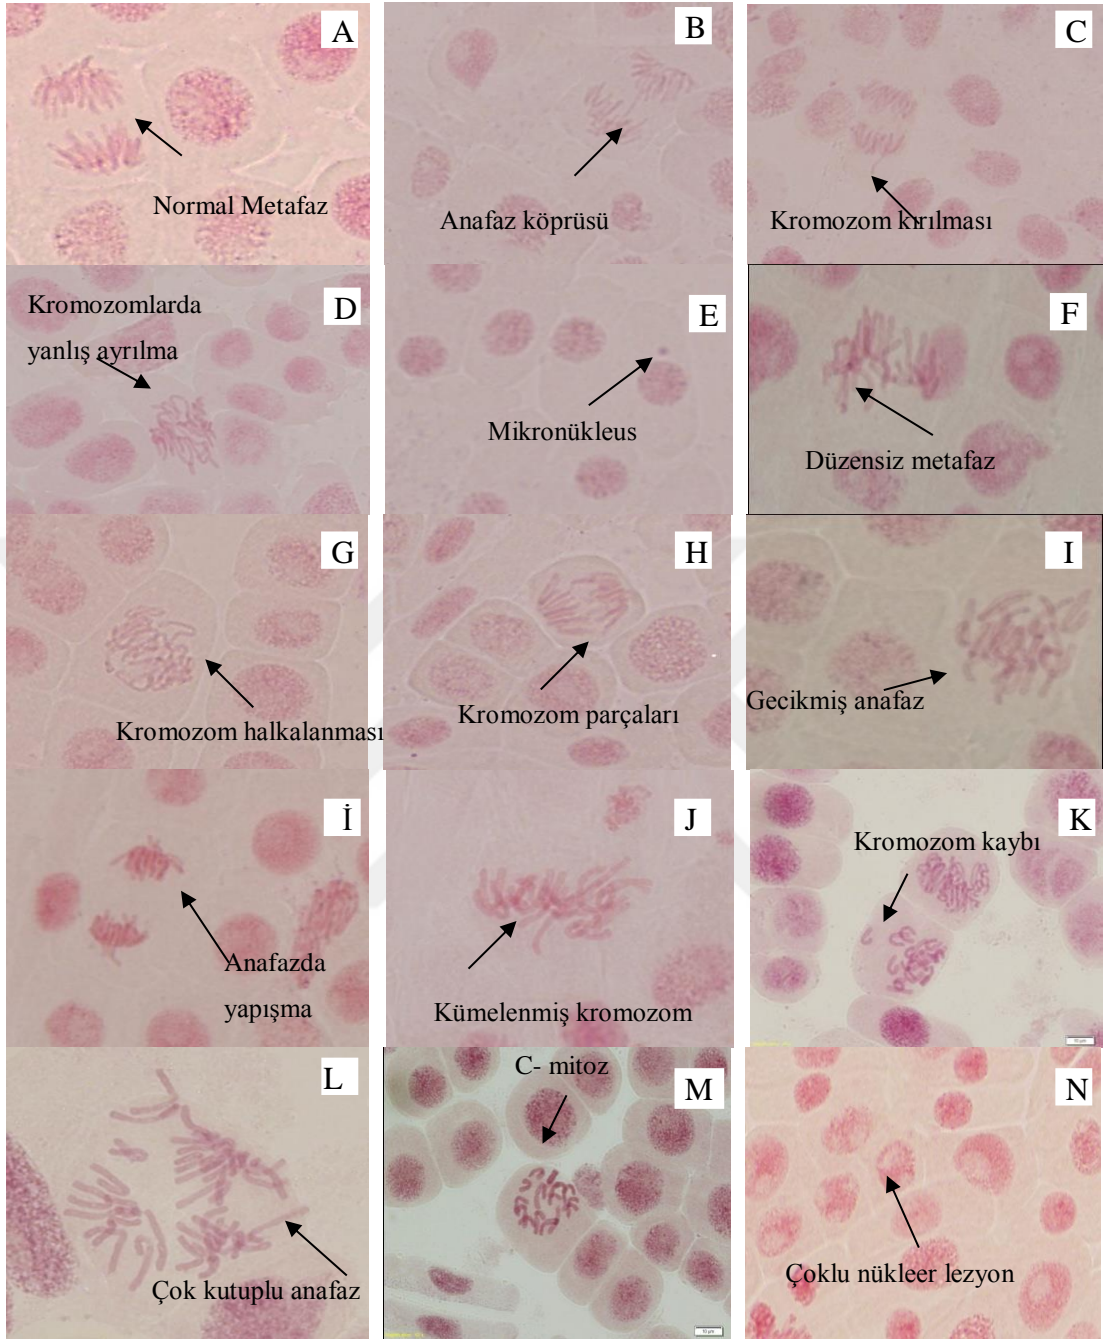 A
Normal Metafaz
B
Anafaz köprüsü
C
Kromozom kırılması
Kromozomlarda
yanlış ayrılma
D
E
Mikronükleus
F
Düzensiz metafaz
G
Kromozom halkalanması
H
Kromozom parçaları
I
Gecikmiş anafaz
İ
Anafazda
yapışma
J
Kümelenmiş kromozom
K
Kromozom kaybı
L
Çok kutuplu anafaz
C- mitoz
M
N
Çoklu nükleer lezyon